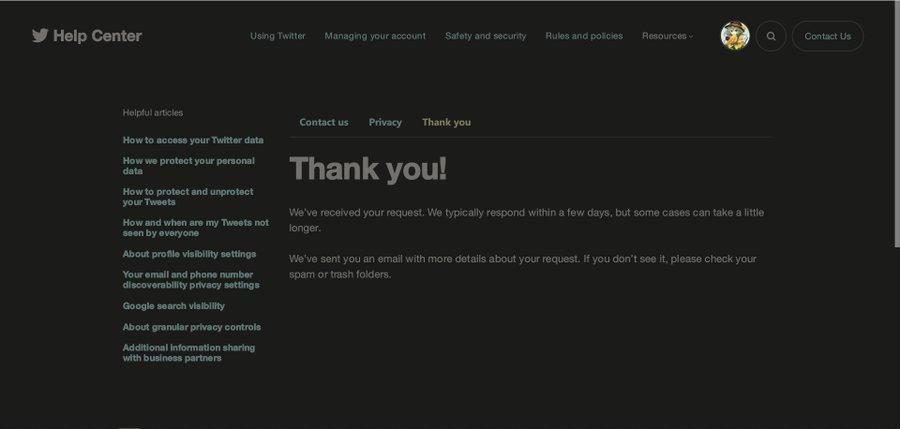 Help Center
Using Twitter
Managing your account
Safety and security
Rules and policies
Resources
Contact Us
Helpful articles
How to access your Twitter data
How we protect your personal
data
How to protect and unprotect
your Tweets
How and when are my Tweets not
seen by everyone
About profile visibility settings
Your email and phone number
discoverability privacy settings
Google search visibility
About granular privacy controls
Additional information sharing
with business partners
Contact us
Privacy
Thank you
Thank you!
We've received your request. We typically respond within a few days, but some cases can take a little
longer.
We've sent you an email with more details about your request. If you don't see it, please check your
spam or trash folders.